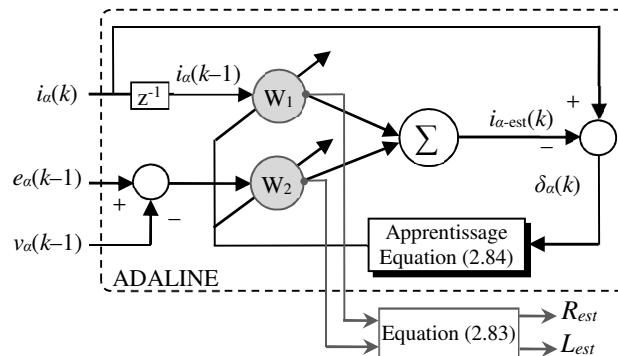 iα(k)
z-1
iα(k–1)
W1
+
iα-est(k)
–
Σ
eα(k-1)
+
–
W2
δα(k)
vα(k-1)
Apprentissage
Equation (2.84)
ADALINE
Equation (2.83)
Rest
Lest